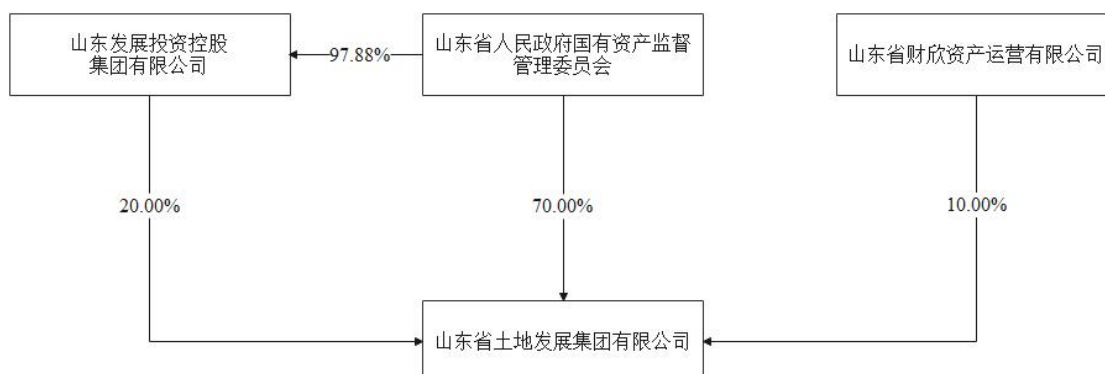 山东发展投资控股
集团有限公司
97.88%
山东省人民政府国有资产监督
管理委员会
山东省财欣资产运营有限公司
20.00%
70.00%
10.00%
山东省土地发展集团有限公司